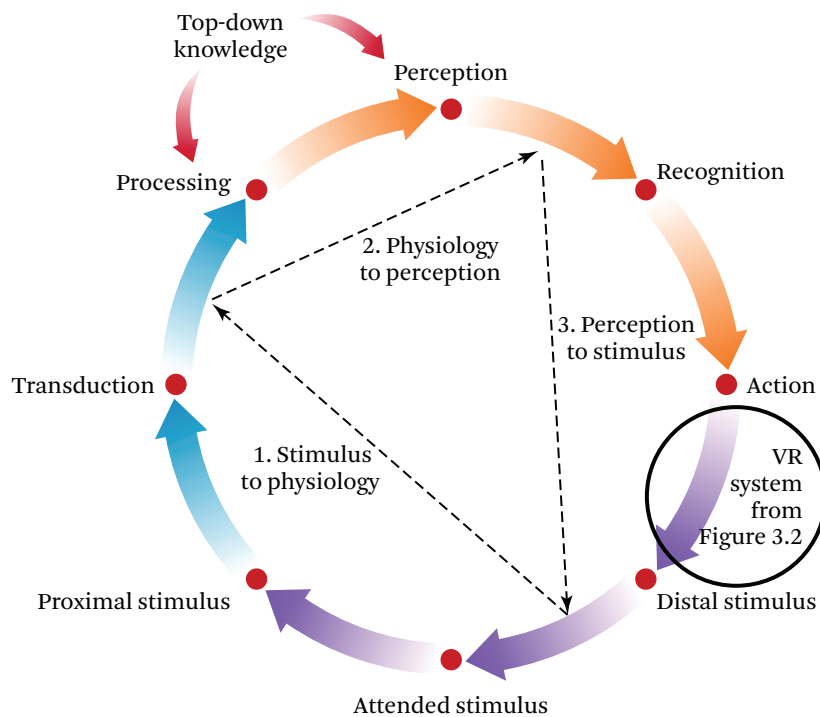 Top-down
knowledge
Perception
Processing
Recognition
2. Physiology
to perception
3. Perception
to stimulus
Transduction
Action
1. Stimulus
to physiology
VR
system
from
Figure 3.2
Proximal stimulus
Distal stimulus
Attended stimulus